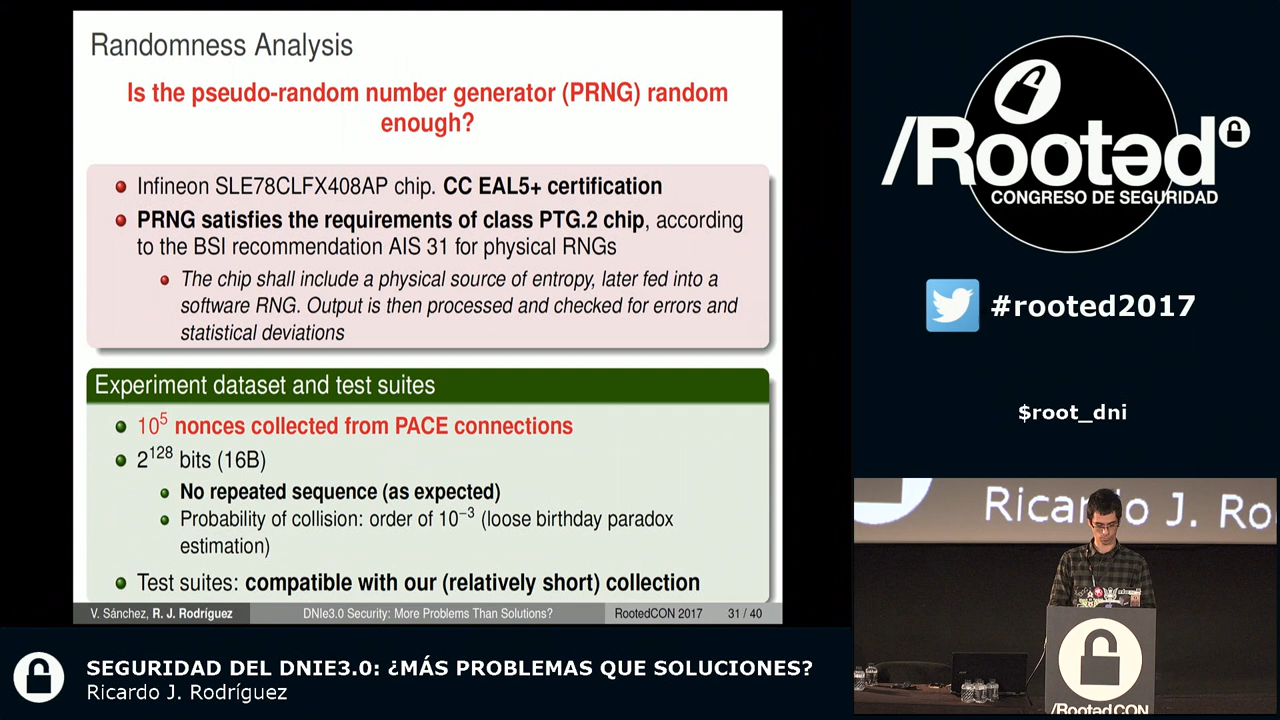 Randomness Analysis
Is the pseudo-random number generator (PRNG) random
enough?
Infineon SLE78CLFX408AP chip. CC EAL5+ certification
PRNG satisfies the requirements of class PTG.2 chip, according
to the BSI recommendation AIS 31 for physical RNGs
The chip shall include a physical source of entropy, later fed into a
software RNG. Output is then processed and checked for errors and
statistical deviations
Experiment dataset and test suites
10^5 nonces collected from PACE connections
2^128 bits (16B)
No repeated sequence (as expected)
Probability of collision: order of 10^−3 (loose birthday paradox
estimation)
Test suites: compatible with our (relatively short) collection
V. Sánchez, R. J. Rodríguez
DNIe3.0 Security: More Problems Than Solutions?
RootedCON 2017
31 / 40
/Rootəd
CONGRESO DE SEGURIDAD
#rooted2017
$root_dni
Ricardo J. Ro
/RootedCON
SEGURIDAD DEL DNIE3.0: ¿MÁS PROBLEMAS QUE SOLUCIONES?
Ricardo J. Rodríguez